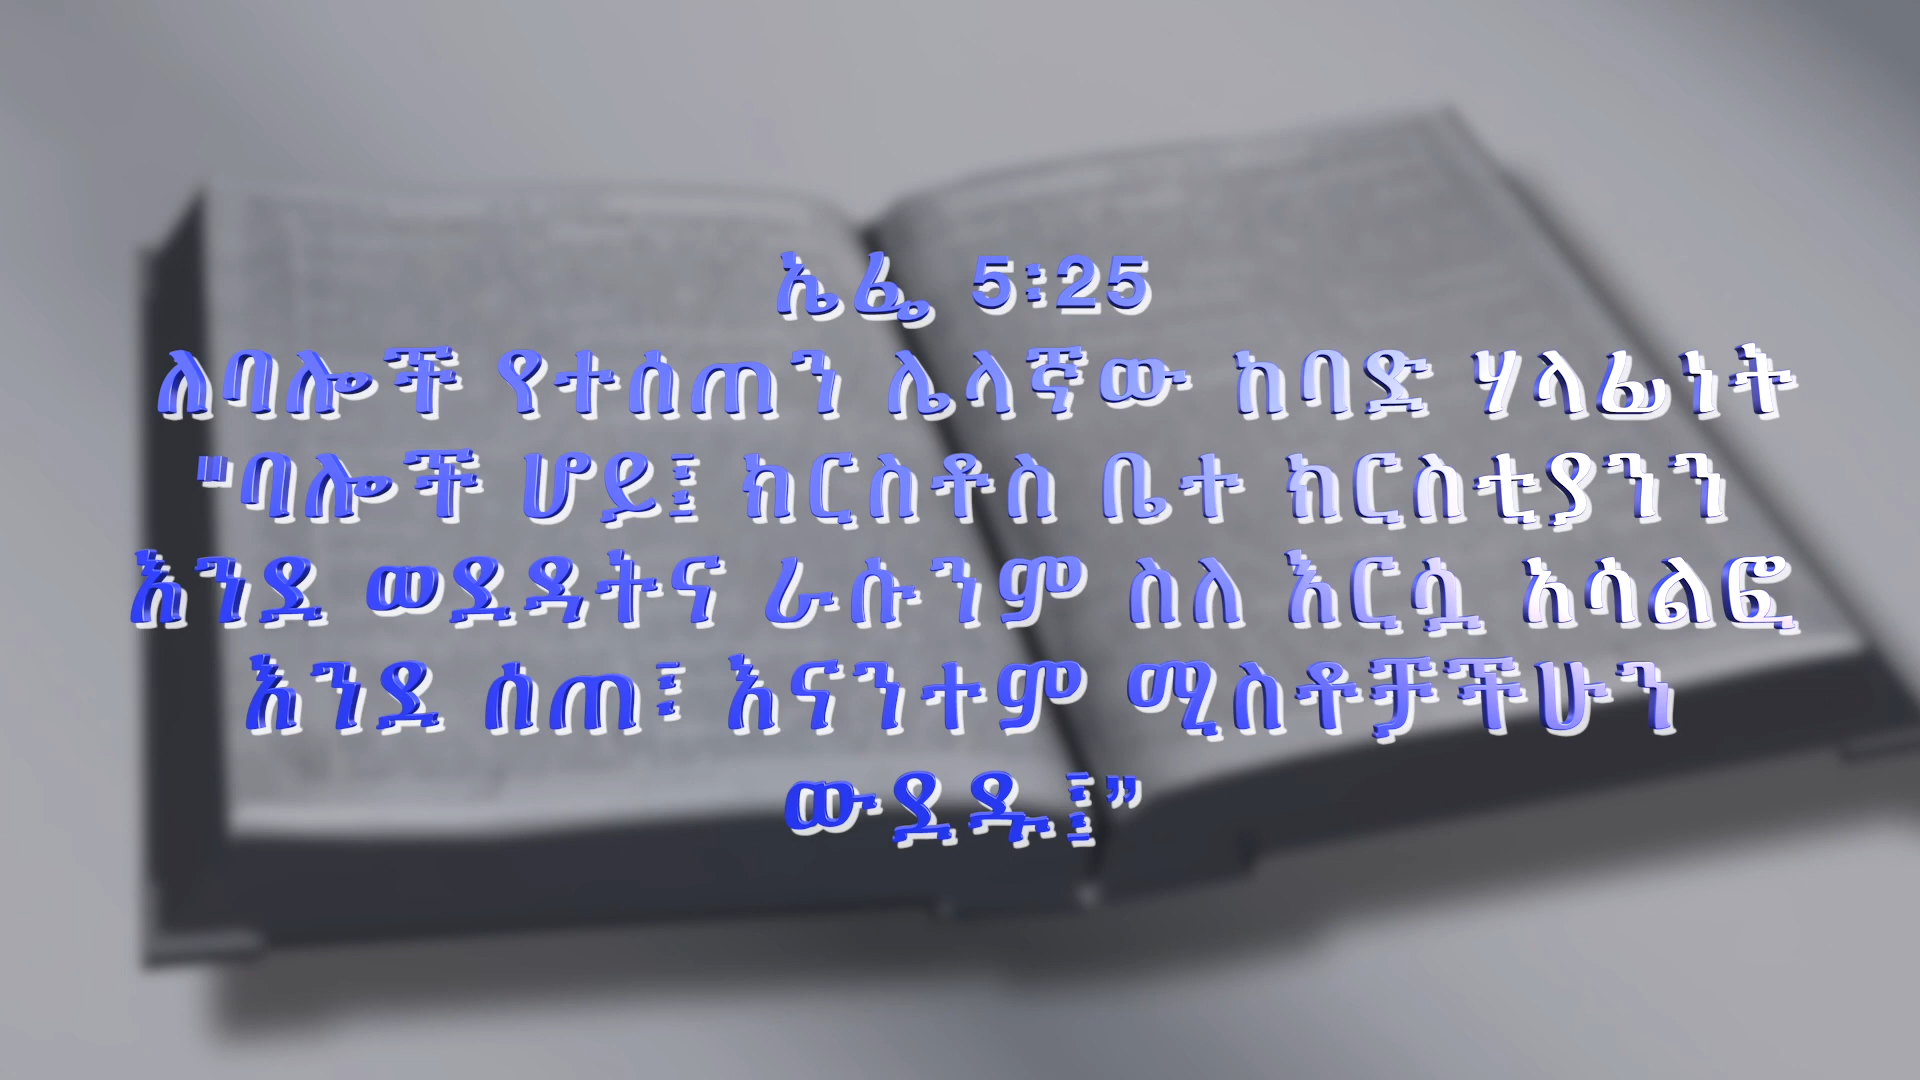 ኤፌ 5፡25
ለባሎች የተሰጠን ሌላኛው ከባድ ሃላፊነት
"ባሎች ሆይ፤ ክርስቶስ ቤተ ክርስቲያንን
እንደ ወደዳትና ራሱንም ስለ እርሷ አሳልፎ
እንደ ሰጠ፣ እናንተም ሚስቶቻችሁን
ውደዱ፤”